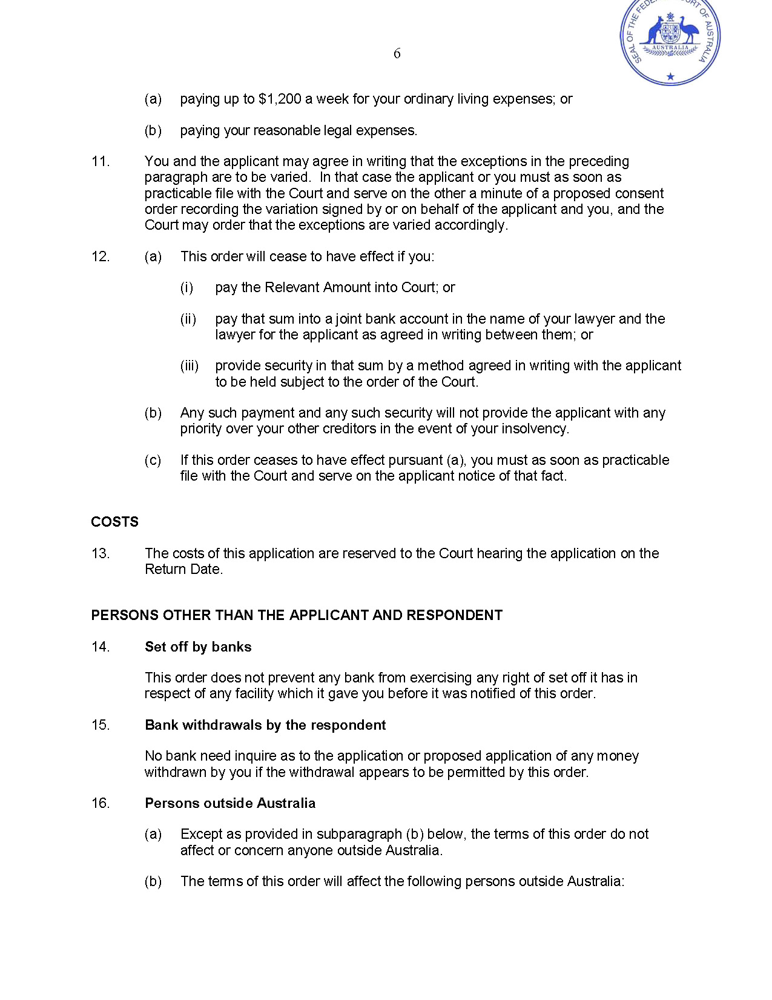 SEAL OF THE FEDERAL COURT OF AUSTRALIA
AUSTRALIA
6
(a) paying up to $1,200 a week for your ordinary living expenses; or
(b) paying your reasonable legal expenses.
11. You and the applicant may agree in writing that the exceptions in the preceding
paragraph are to be varied.  In that case the applicant or you must as soon as
practicable file with the Court and serve on the other a minute of a proposed consent
order recording the variation signed by or on behalf of the applicant and you, and the
Court may order that the exceptions are varied accordingly.
12. (a) This order will cease to have effect if you:
(i) pay the Relevant Amount into Court; or
(ii) pay that sum into a joint bank account in the name of your lawyer and the
lawyer for the applicant as agreed in writing between them; or
(iii) provide security in that sum by a method agreed in writing with the applicant
to be held subject to the order of the Court.
(b) Any such payment and any such security will not provide the applicant with any
priority over your other creditors in the event of your insolvency.
(c) If this order ceases to have effect pursuant (a), you must as soon as practicable
file with the Court and serve on the applicant notice of that fact.
COSTS
13. The costs of this application are reserved to the Court hearing the application on the
Return Date.
PERSONS OTHER THAN THE APPLICANT AND RESPONDENT
14. Set off by banks
This order does not prevent any bank from exercising any right of set off it has in
respect of any facility which it gave you before it was notified of this order.
15. Bank withdrawals by the respondent
No bank need inquire as to the application or proposed application of any money
withdrawn by you if the withdrawal appears to be permitted by this order.
16. Persons outside Australia
(a) Except as provided in subparagraph (b) below, the terms of this order do not
affect or concern anyone outside Australia.
(b) The terms of this order will affect the following persons outside Australia: